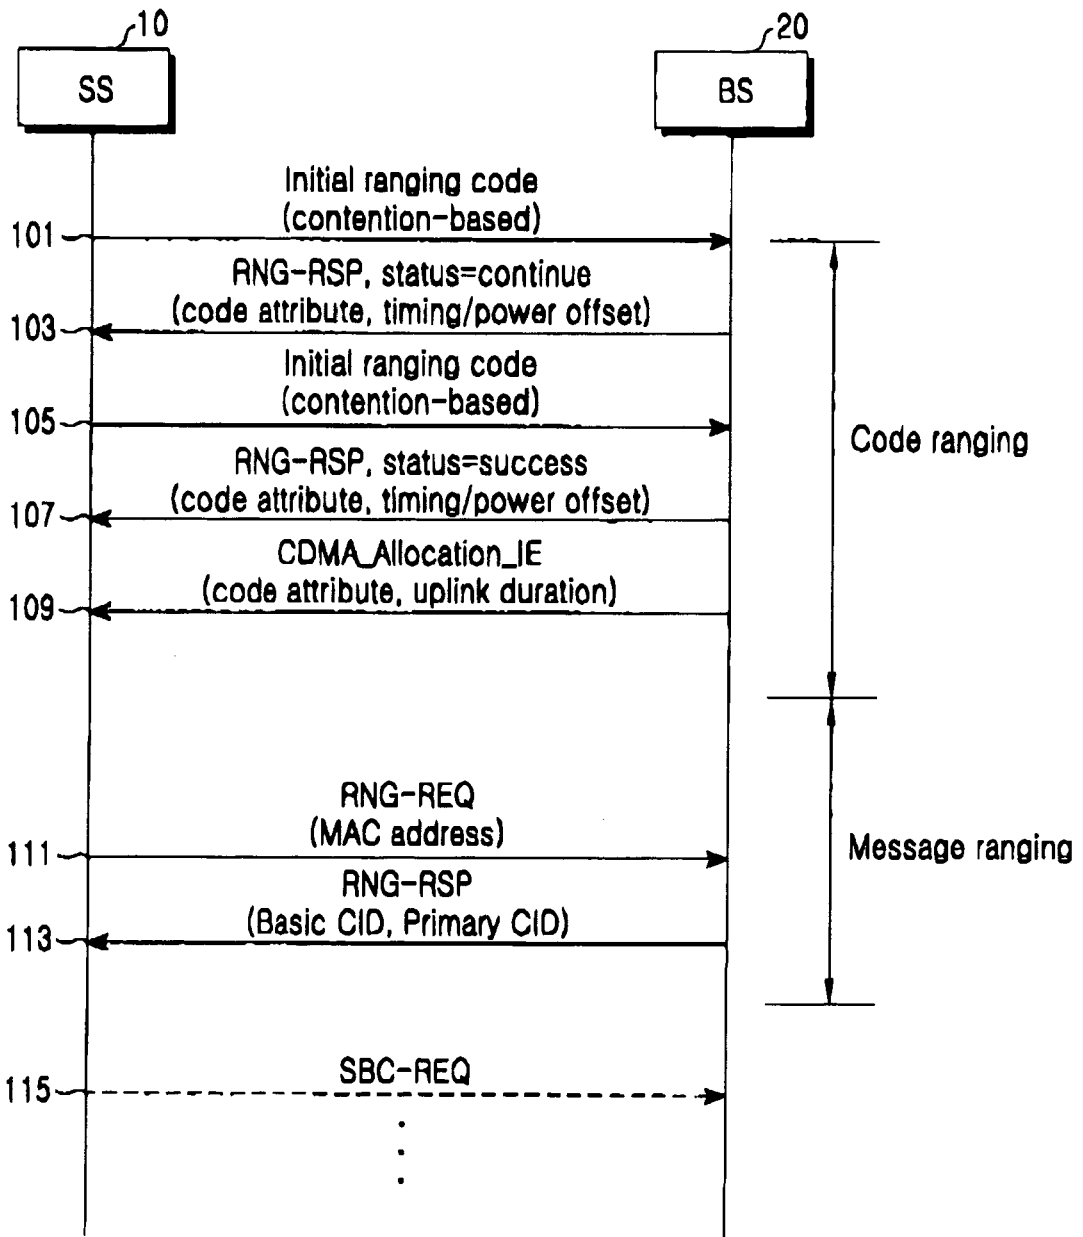 10
20
SS
BS
Initial ranging code
(contention-based)
101
RNG-RSP, status=continue
(code attribute, timing/power offset)
103
Initial ranging code
(contention-based)
105
Code ranging
RNG-RSP, status=success
(code attribute, timing/power offset)
107
CDMA_Allocation_IE
(code attribute, uplink duration)
109
RNG-REQ
(MAC address)
111
Message ranging
RNG-RSP
(Basic CID, Primary CID)
113
SBC-REQ
115